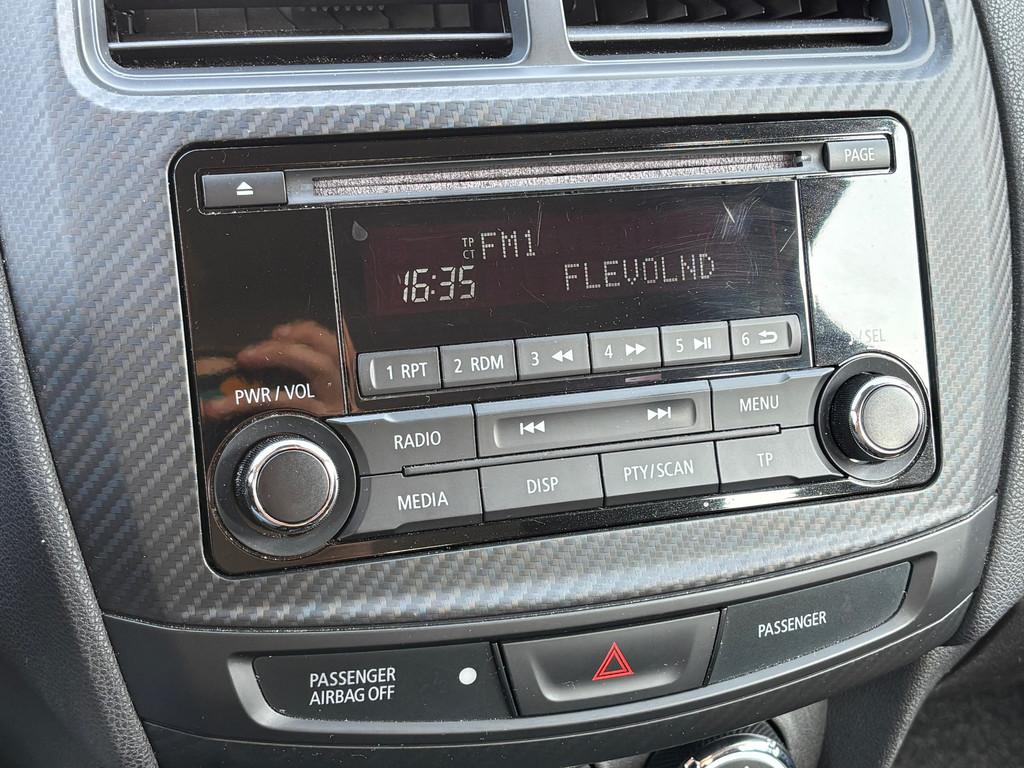 PAGE
TP
CT
FM1
16:35
FLEVOLND
1 RPT
2 RDM
3
4
5
6
/SEL
PWR / VOL
RADIO
MENU
MEDIA
DISP
PTY/SCAN
TP
PASSENGER
AIRBAG OFF
PASSENGER